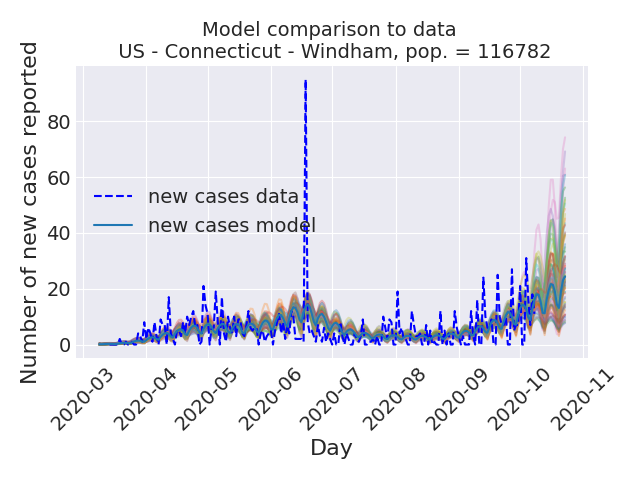 Model comparison to data
US - Connecticut - Windham, pop. = 116782
Number of new cases reported
80
60
40
20
0
new cases data
new cases model
2020-03
2020-04
2020-05
2020-06
2020-07
2020-08
2020-09
2020-10
2020-11
Day